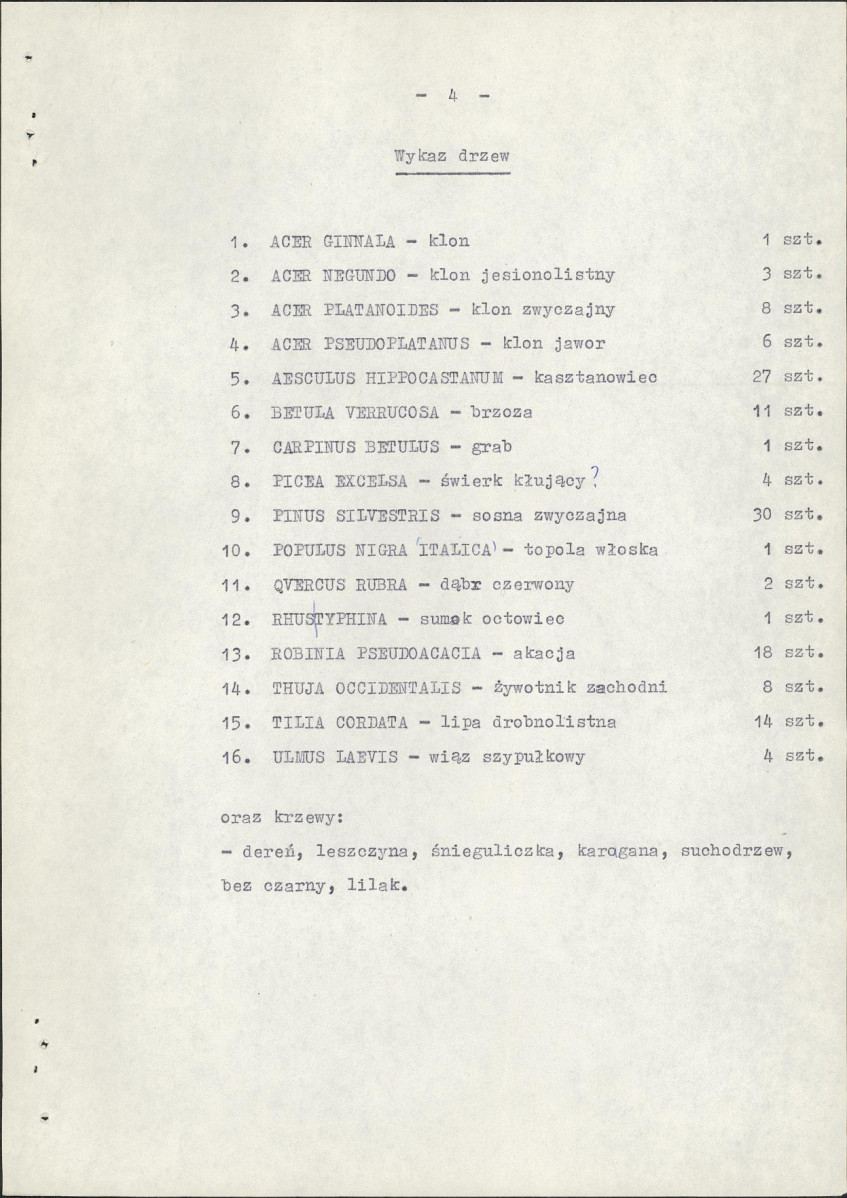 - 4 -
Wykaz drzew
1. ACER GINNALA - klon 1 szt.
2. ACER NEGUNDO - klon jesionolistny 3 szt.
3. ACER PLATANOIDES - klon zwyczajny 8 szt.
4. ACER PSEUDOPLATANUS - klon jawor 6 szt.
5. AESCULUS HIPPOCASTANUM - kasztanowiec 27 szt.
6. BETULA VERRUCOSA - brzoza 11 szt.
7. CARPINUS BETULUS - grab 1 szt.
8. PICEA EXCELSA - świerk kłujący ? 4 szt.
9. PINUS SILVESTRIS - sosna zwyczajna 30 szt.
10. POPULUS NIGRA 'ITALICA' - topola włoska 1 szt.
11. QVERCUS RUBRA - dąbr czerwony 2 szt.
12. RHUS|TYPHINA - sumak octowiec 1 szt.
13. ROBINIA PSEUDOACACIA - akacja 18 szt.
14. THUJA OCCIDENTALIS - żywotnik zachodni 8 szt.
15. TILIA CORDATA - lipa drobnolistna 14 szt.
16. ULMUS LAEVIS - wiąz szypułkowy 4 szt.
oraz krzewy:
- dereń, leszczyna, śnieguliczka, karagana, suchodrzew,
bez czarny, lilak.